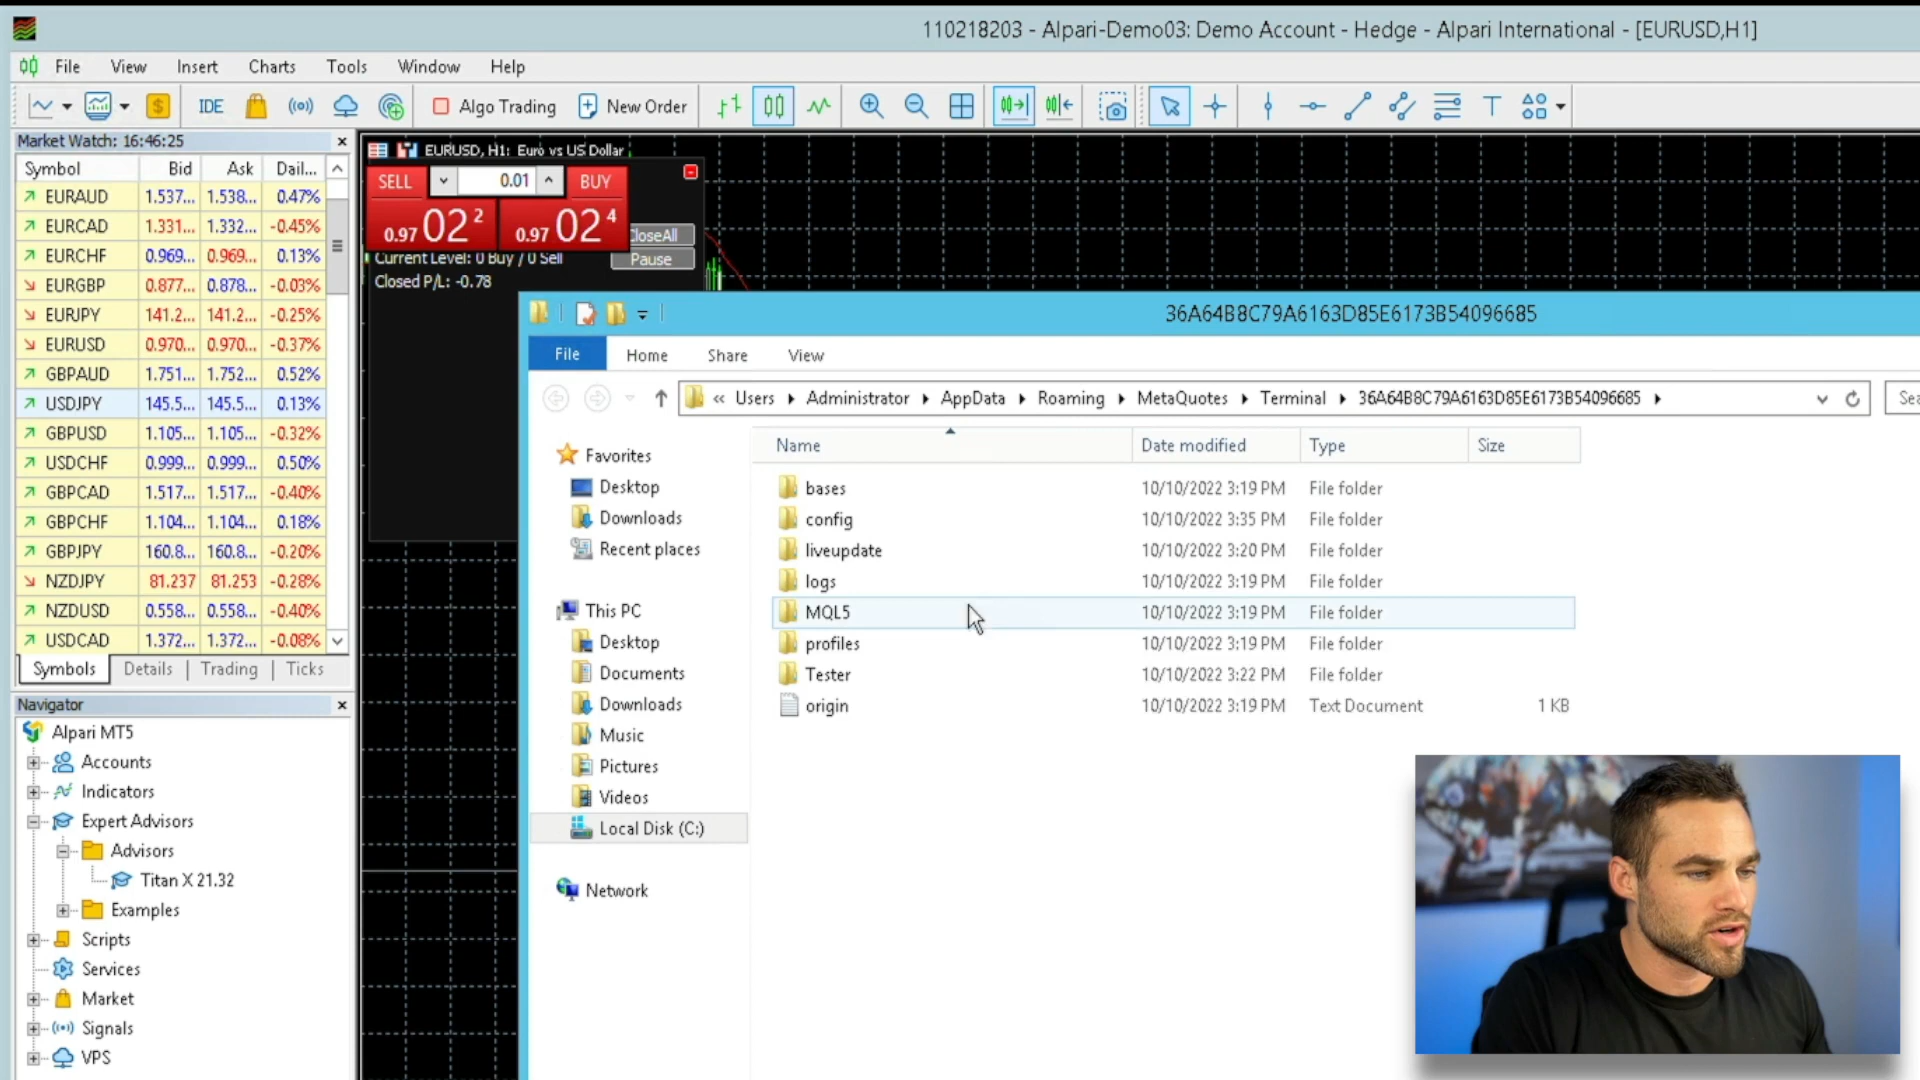 110218203 - Alpari-Demo03: Demo Account - Hedge - Alpari International - [EURUSD,H1]
File View Insert Charts Tools Window Help
IDE Algo Trading New Order
Market Watch: 16:46:25
EURUSD, H1: Euro vs US Dollar
Symbol Bid Ask Dail...
SELL 0.01 BUY
EURAUD 1.537... 1.538... 0.47%
0.97 02 2 0.97 02 4
EURCAD 1.331... 1.332... -0.45%
CloseAll
EURCHF 0.969... 0.969... 0.13%
Current Level: 0 Buy / 0 Sell Pause
EURGBP 0.877... 0.878... -0.03%
Closed P/L: -0.78
EURJPY 141.2... 141.2... -0.25%
EURUSD 0.970... 0.970... -0.37%
GBPAUD 1.751... 1.752... 0.52%
USDJPY 145.5... 145.5... 0.13%
GBPUSD 1.105... 1.105... -0.32%
USDCHF 0.999... 0.999... 0.50%
GBPCAD 1.517... 1.517... -0.40%
GBPCHF 1.104... 1.104... 0.18%
GBPJPY 160.8... 160.8... -0.20%
NZDJPY 81.237 81.253 -0.28%
NZDUSD 0.558... 0.558... -0.40%
USDCAD 1.372... 1.372... -0.08%
Symbols Details Trading Ticks
Navigator
Alpari MT5
Accounts
Indicators
Expert Advisors
Advisors
Titan X 21.32
Examples
Scripts
Services
Market
Signals
VPS
36A64B8C79A6163D85E6173B54096685
File Home Share View
« Users Administrator AppData Roaming MetaQuotes Terminal 36A64B8C79A6163D85E6173B54096685
Sea
Favorites
Desktop
Downloads
Recent places
This PC
Desktop
Documents
Downloads
Music
Pictures
Videos
Local Disk (C:)
Network
Name Date modified Type Size
bases 10/10/2022 3:19 PM File folder
config 10/10/2022 3:35 PM File folder
liveupdate 10/10/2022 3:20 PM File folder
logs 10/10/2022 3:19 PM File folder
MQL5 10/10/2022 3:19 PM File folder
profiles 10/10/2022 3:19 PM File folder
Tester 10/10/2022 3:22 PM File folder
origin 10/10/2022 3:19 PM Text Document 1 KB